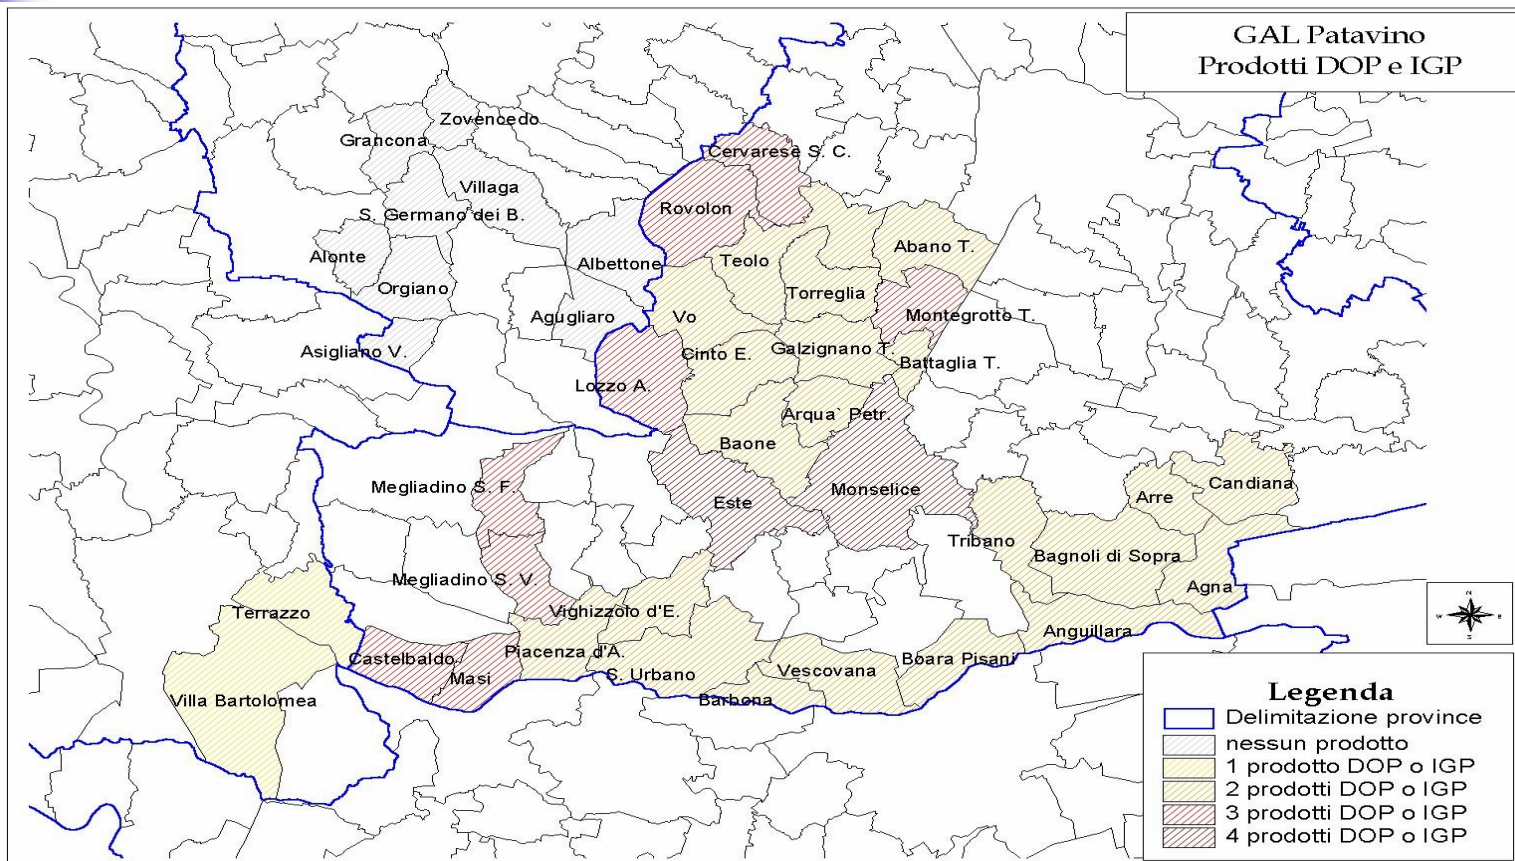 GAL Patavino
Prodotti DOP e IGP
Zovencedo
Grancona
Cervarese S. C.
Villaga
Rovolon
S. Germano dei B.
Abano T.
Alonte
Albettone
Teolo
Orgiano
Torreglia
Agugliaro
Vo
Montegrotto T.
Asigliano V.
Cinto E.
Galzignano T.
Battaglia T.
Lozzo A.
Arqua` Petr.
Baone
Megliadino S. F.
Este
Monselice
Arre
Candiana
Tribano
Bagnoli di Sopra
Megliadino S. V.
Agna
Terrazzo
Vighizzolo d'E.
Anguillara
Castelbaldo
Piacenza d'A.
Boara Pisani
Masi
S. Urbano
Vescovana
Villa Bartolomea
Barbona
N
W
E
S
Legenda
Delimitazione province
nessun prodotto
1 prodotto DOP o IGP
2 prodotti DOP o IGP
3 prodotti DOP o IGP
4 prodotti DOP o IGP